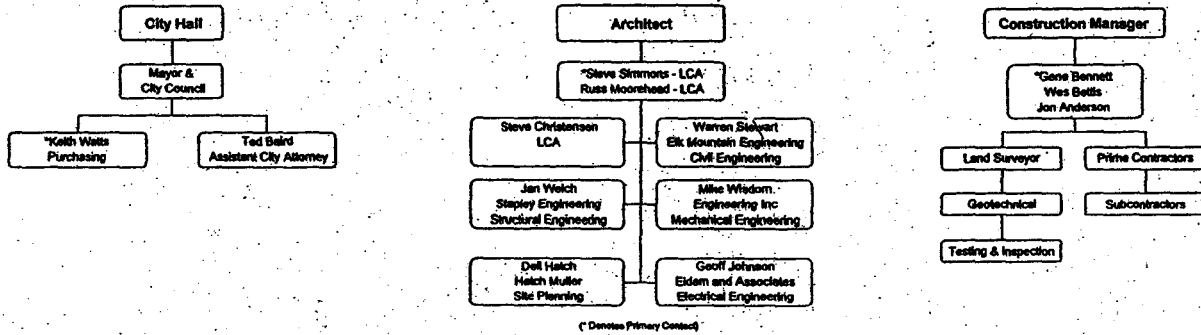 City Hall
Mayor &
City Council
*Keith Watts
Purchasing
Ted Baird
Assistant City Attorney
Architect
*Steve Simmons - LCA
Russ Moorehead - LCA
Steve Christensen
LCA
Warren Stewart
Elk Mountain Engineering
Civil Engineering
Jan Welch
Stapley Engineering
Structural Engineering
Mike Wisdom
Engineering Inc
Mechanical Engineering
Dell Hatch
Hatch Muller
Site Planning
Geoff Johnson
Eidam and Associates
Electrical Engineering
(* Denotes Primary Contact)
Construction Manager
*Gene Bennett
Wes Bettis
Jon Anderson
Land Surveyor
Prime Contractors
Geotechnical
Subcontractors
Testing & Inspection